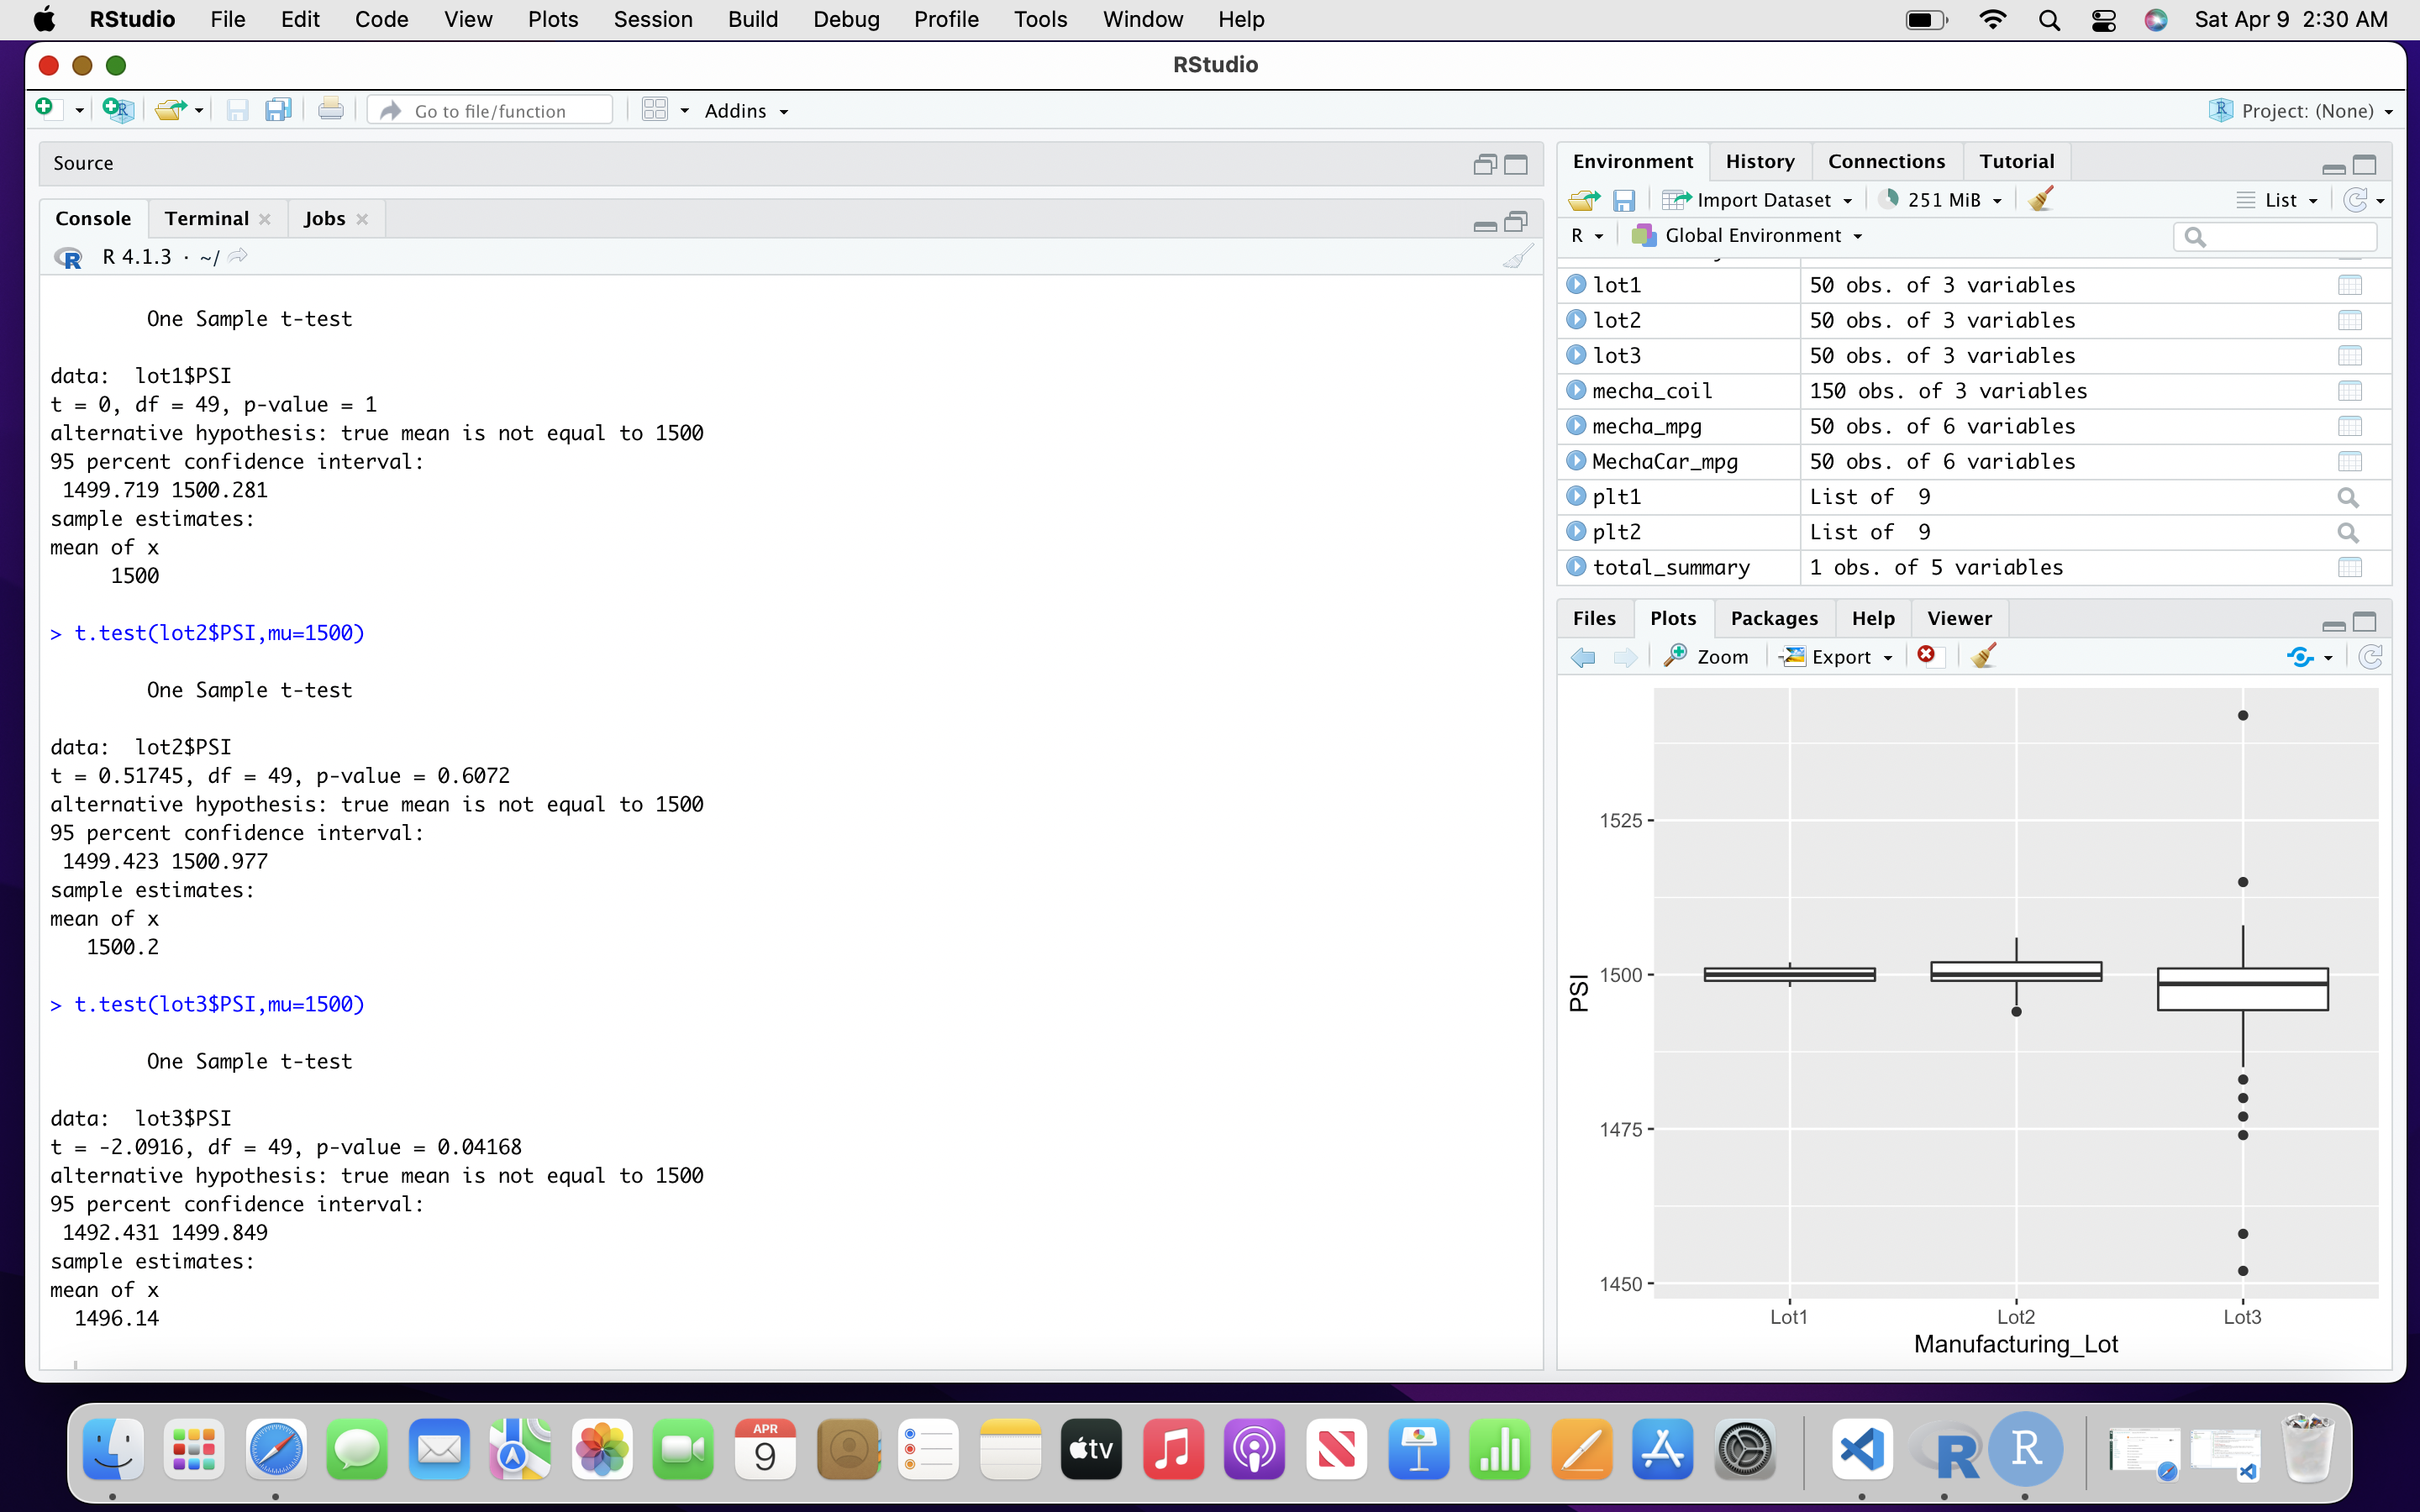 RStudio File Edit Code View Plots Session Build Debug Profile Tools Window Help Sat Apr 9 2:30 AM
RStudio
Go to file/function Addins Project: (None)
Source
Console Terminal Jobs
R 4.1.3 · ~/
One Sample t-test
data: lot1$PSI
t = 0, df = 49, p-value = 1
alternative hypothesis: true mean is not equal to 1500
95 percent confidence interval:
1499.719 1500.281
sample estimates:
mean of x
1500
> t.test(lot2$PSI,mu=1500)
One Sample t-test
data: lot2$PSI
t = 0.51745, df = 49, p-value = 0.6072
alternative hypothesis: true mean is not equal to 1500
95 percent confidence interval:
1499.423 1500.977
sample estimates:
mean of x
1500.2
> t.test(lot3$PSI,mu=1500)
One Sample t-test
data: lot3$PSI
t = -2.0916, df = 49, p-value = 0.04168
alternative hypothesis: true mean is not equal to 1500
95 percent confidence interval:
1492.431 1499.849
sample estimates:
mean of x
1496.14
Environment History Connections Tutorial
Import Dataset 251 MiB List
R Global Environment
lot1 50 obs. of 3 variables
lot2 50 obs. of 3 variables
lot3 50 obs. of 3 variables
mecha_coil 150 obs. of 3 variables
mecha_mpg 50 obs. of 6 variables
MechaCar_mpg 50 obs. of 6 variables
plt1 List of 9
plt2 List of 9
total_summary 1 obs. of 5 variables
Files Plots Packages Help Viewer
Zoom Export
1525
1500
1475
1450
PSI
Lot1 Lot2 Lot3
Manufacturing_Lot
APR
9
tv
R
R